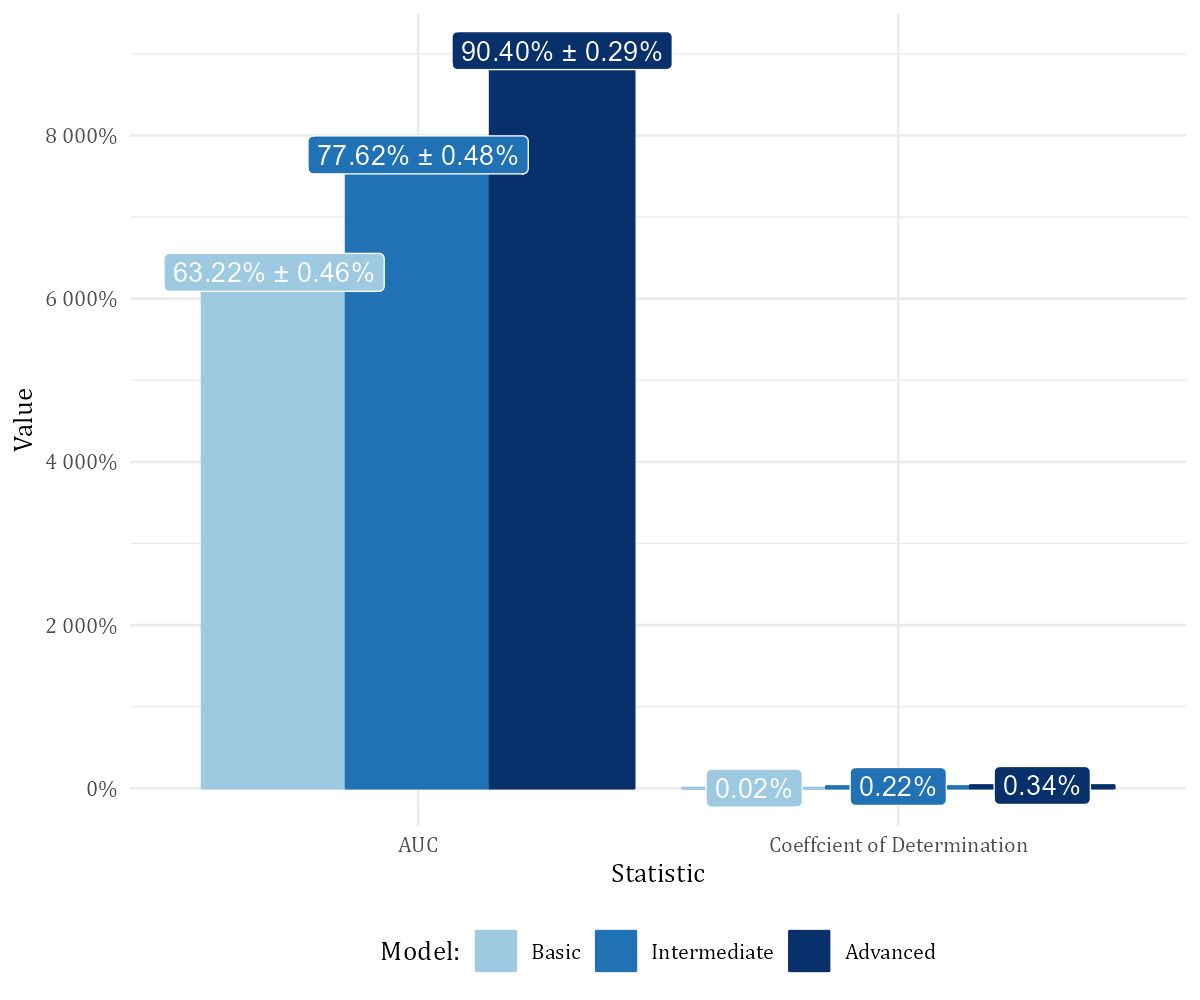 90.40% ± 0.29%
8 000%
77.62% ± 0.48%
63.22% ± 0.46%
6 000%
Value
4 000%
2 000%
0%
0.02%
0.22%
0.34%
AUC
Coeffcient of Determination
Statistic
Model:
Basic
Intermediate
Advanced